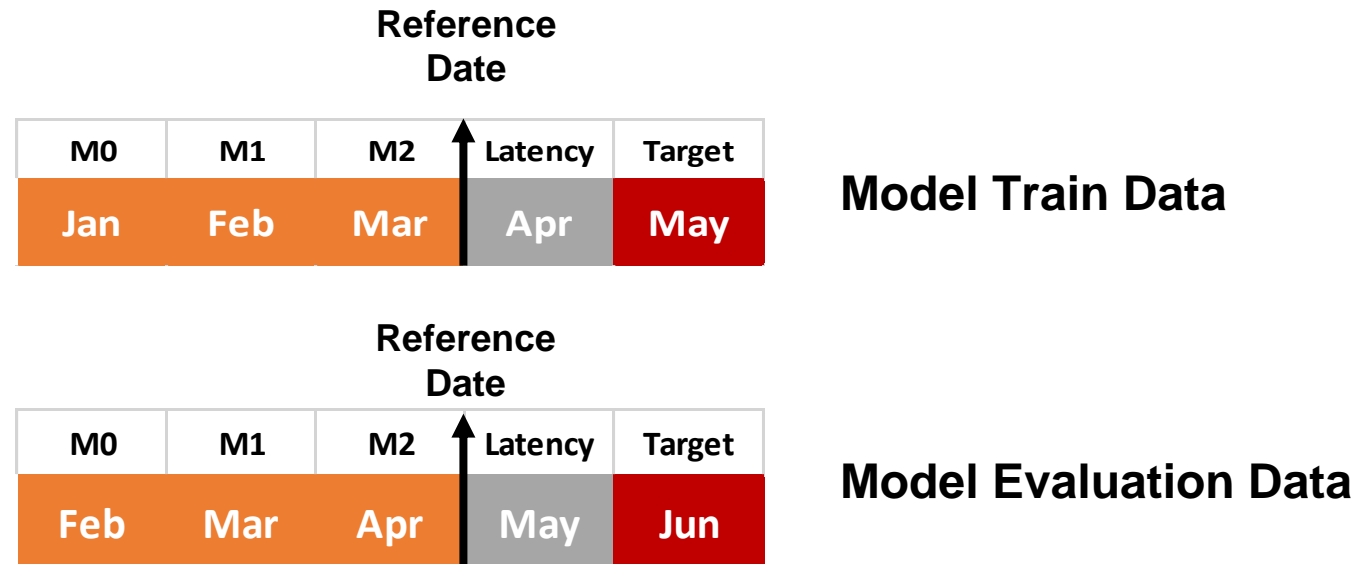 Reference
Date
M0 M1 M2 Latency Target
Jan Feb Mar Apr May
Model Train Data
Reference
Date
M0 M1 M2 Latency Target
Feb Mar Apr May Jun
Model Evaluation Data